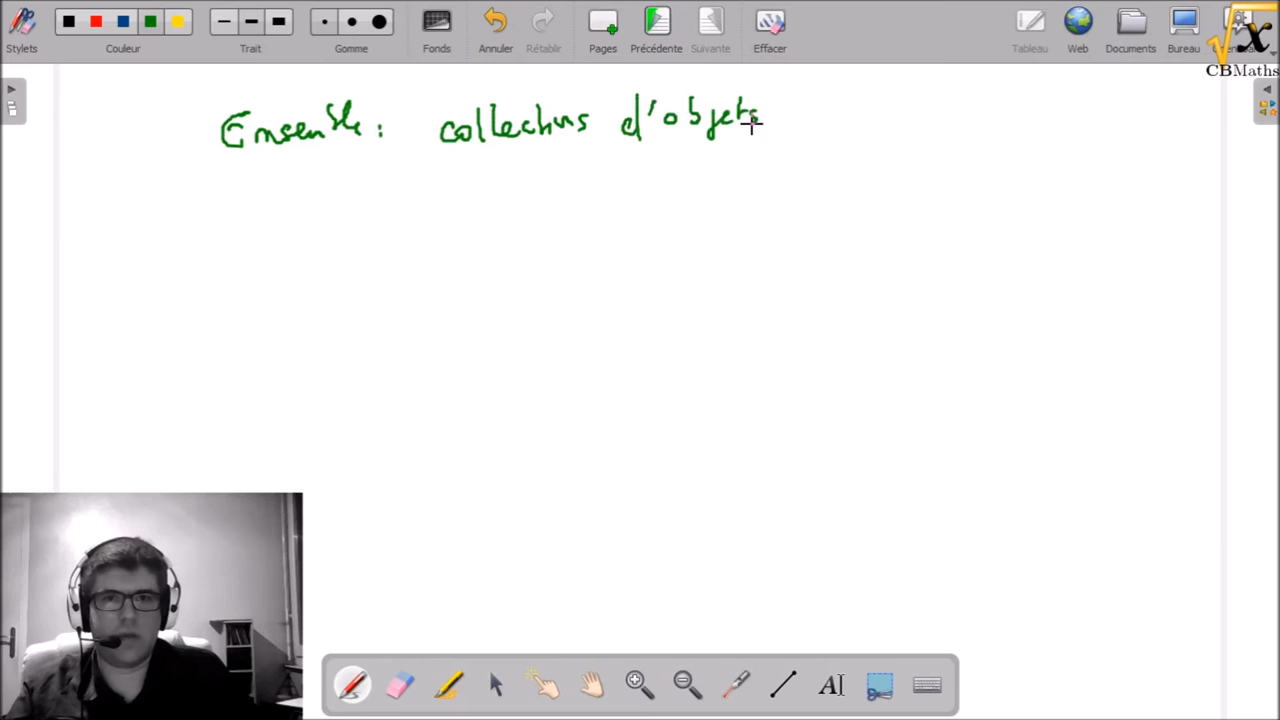 Stylets
Couleur
Trait
Gomme
Fonds
Annuler
Rétablir
Pages
Précédente
Suivante
Effacer
Tableau
Web
Documents
Bureau
√x
CBMaths
Ensemble : collections d'objets
AI